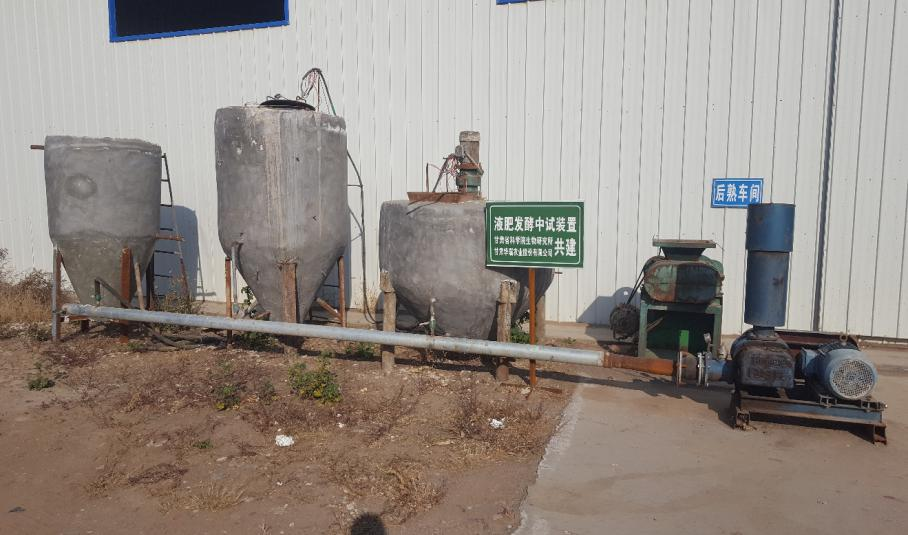 后熟车间
液肥发酵中试装置
甘肃省科学院生物研究所
甘肃华瑞农业股份有限公司
共建